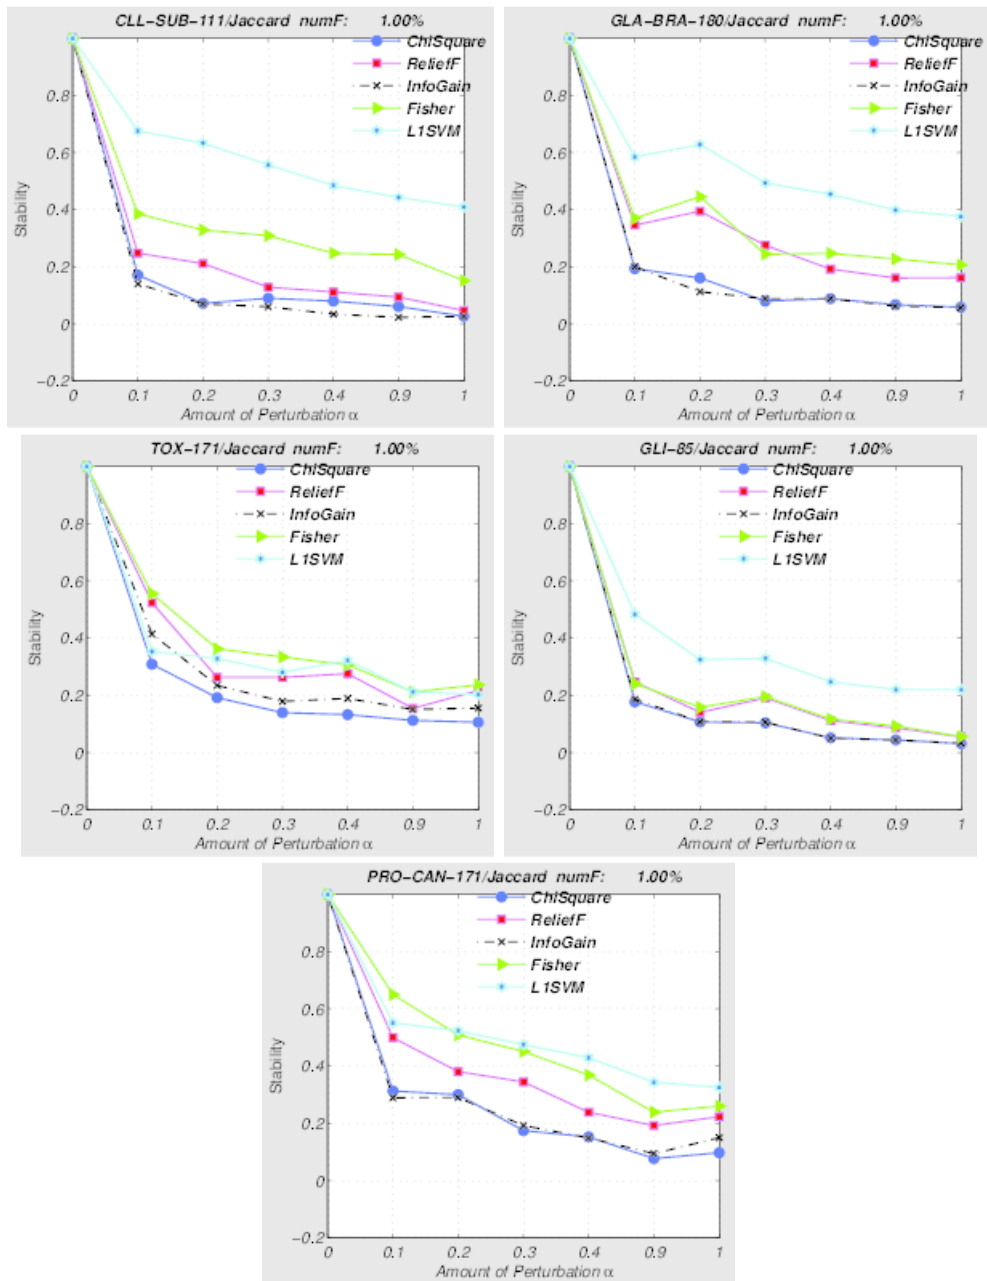 CLL-SUB-111/Jaccard numF: 1.00%
ChiSquare
ReliefF
InfoGain
Fisher
L1SVM
0.8
0.6
0.4
0.2
0
−0.2
Stability
0 0.1 0.2 0.3 0.4 0.9 1
Amount of Perturbation α
GLA-BRA-180/Jaccard numF: 1.00%
ChiSquare
ReliefF
InfoGain
Fisher
L1SVM
0.8
0.6
0.4
0.2
0
−0.2
Stability
0 0.1 0.2 0.3 0.4 0.9 1
Amount of Perturbation α
TOX-171/Jaccard numF: 1.00%
ChiSquare
ReliefF
InfoGain
Fisher
L1SVM
0.8
0.6
0.4
0.2
0
−0.2
Stability
0 0.1 0.2 0.3 0.4 0.9 1
Amount of Perturbation α
GLI-85/Jaccard numF: 1.00%
ChiSquare
ReliefF
InfoGain
Fisher
L1SVM
0.8
0.6
0.4
0.2
0
−0.2
Stability
0 0.1 0.2 0.3 0.4 0.9 1
Amount of Perturbation α
PRO-CAN-171/Jaccard numF: 1.00%
ChiSquare
ReliefF
InfoGain
Fisher
L1SVM
0.8
0.6
0.4
0.2
0
−0.2
Stability
0 0.1 0.2 0.3 0.4 0.9 1
Amount of Perturbation α